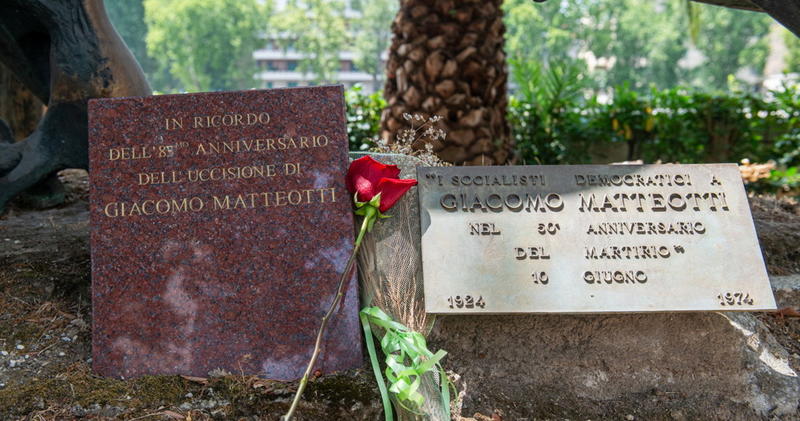 IN RICORDO
DELL'85MO ANNIVERSARIO
DELL'UCCISIONE DI
GIACOMO MATTEOTTI
"I SOCIALISTI DEMOCRATICI A
GIACOMO MATTEOTTI
NEL 50° ANNIVERSARIO
DEL MARTIRIO"
10 GIUGNO
1924 1974